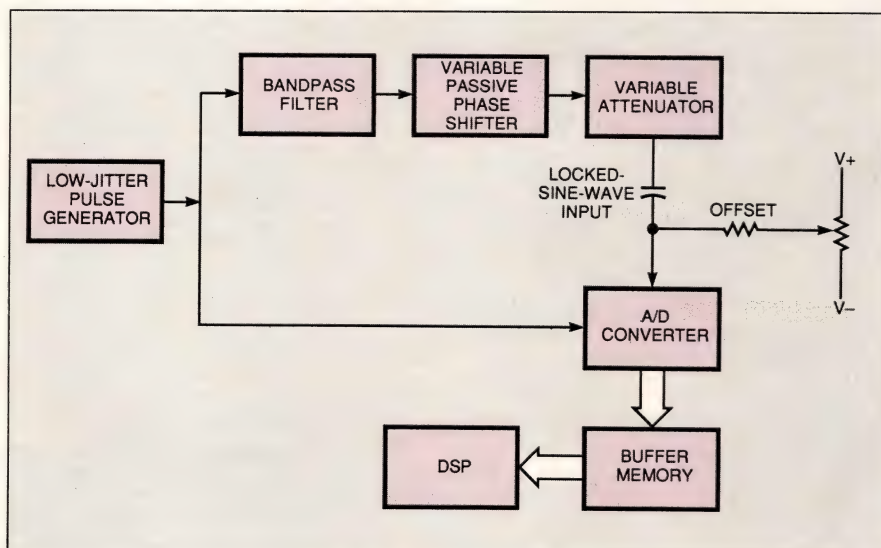 BANDPASS
FILTER
VARIABLE
PASSIVE
PHASE
SHIFTER
VARIABLE
ATTENUATOR
LOW-JITTER
PULSE
GENERATOR
LOCKED-
SINE-WAVE
INPUT
OFFSET
V+
V−
A/D
CONVERTER
DSP
BUFFER
MEMORY